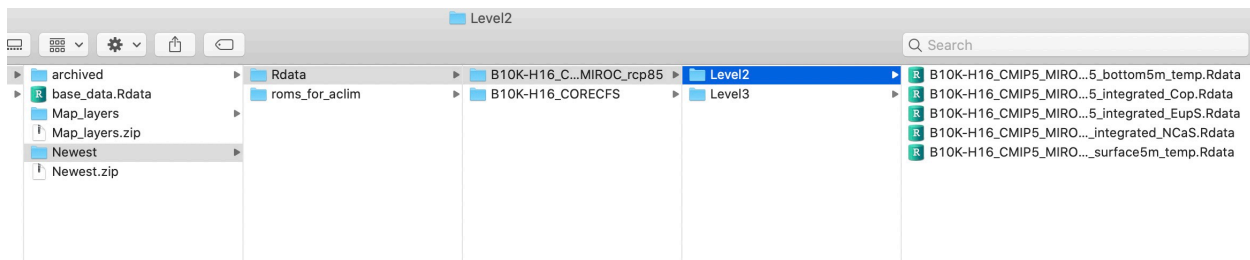 Level2
Search
archived
base_data.Rdata
Map_layers
Map_layers.zip
Newest
Newest.zip
Rdata
roms_for_aclim
B10K-H16_C...MIROC_rcp85
B10K-H16_CORECFS
Level2
Level3
B10K-H16_CMIP5_MIRO...5_bottom5m_temp.Rdata
B10K-H16_CMIP5_MIRO...5_integrated_Cop.Rdata
B10K-H16_CMIP5_MIRO...5_integrated_EupS.Rdata
B10K-H16_CMIP5_MIRO..._integrated_NCaS.Rdata
B10K-H16_CMIP5_MIRO..._surface5m_temp.Rdata